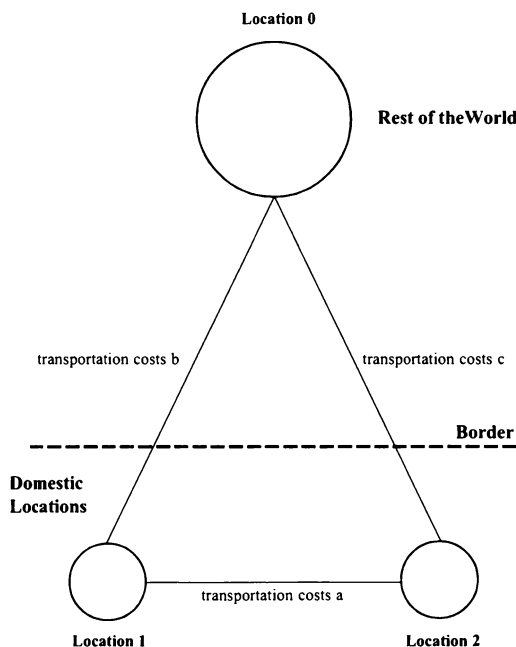 Location 0
Rest of theWorld
transportation costs b
transportation costs c
Border
Domestic
Locations
transportation costs a
Location 1
Location 2